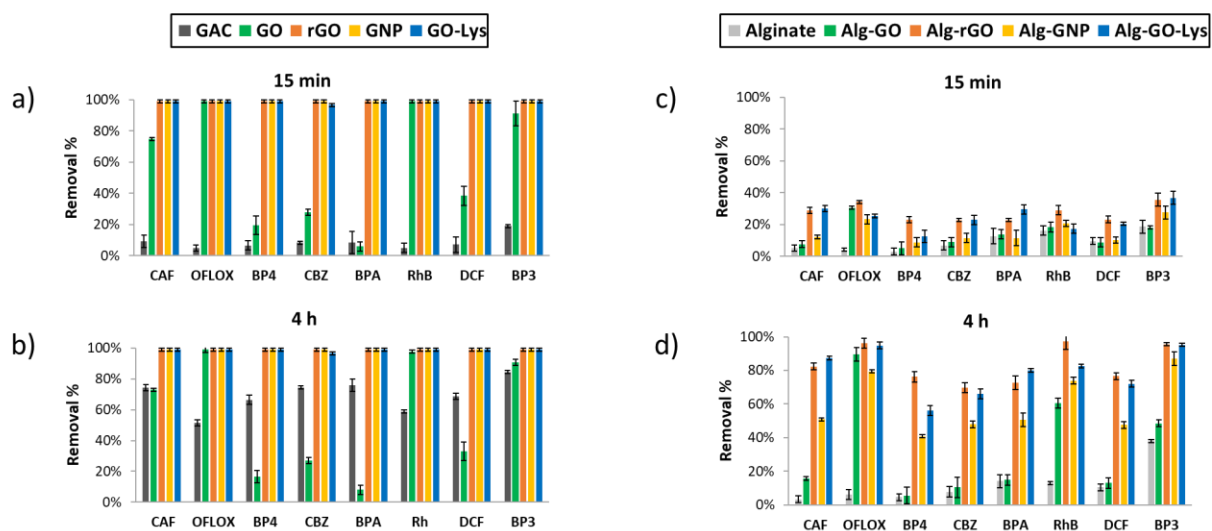 GAC GO rGO GNP GO-Lys
a)
15 min
Removal %
100%
80%
60%
40%
20%
0%
CAF OFLOX BP4 CBZ BPA RhB DCF BP3
b)
4 h
Removal %
100%
80%
60%
40%
20%
0%
CAF OFLOX BP4 CBZ BPA Rh DCF BP3
Alginate Alg-GO Alg-rGO Alg-GNP Alg-GO-Lys
c)
15 min
Removal %
100%
80%
60%
40%
20%
0%
CAF OFLOX BP4 CBZ BPA RhB DCF BP3
d)
4 h
Removal %
100%
80%
60%
40%
20%
0%
CAF OFLOX BP4 CBZ BPA RhB DCF BP3